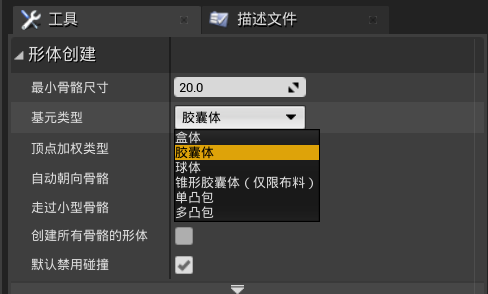 工具
描述文件
形体创建
最小骨骼尺寸
20.0
基元类型
胶囊体
盒体
胶囊体
球体
锥形胶囊体（仅限布料）
单凸包
多凸包
顶点加权类型
自动朝向骨骼
走过小型骨骼
创建所有骨骼的形体
默认禁用碰撞